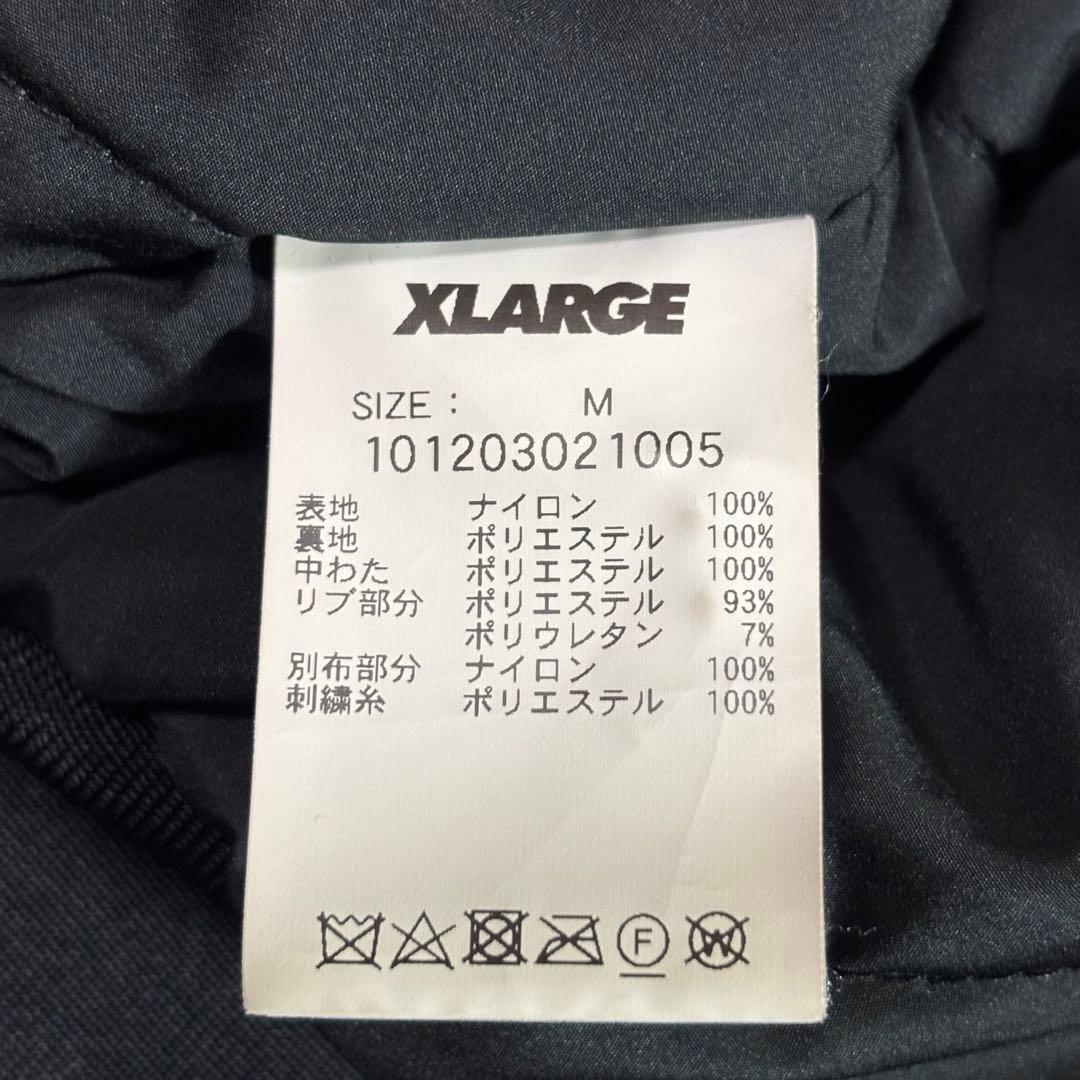 XLARGE
SIZE : M
101203021005
表地 ナイロン 100%
裏地 ポリエステル 100%
中わた ポリエステル 100%
リブ部分 ポリエステル 93%
ポリウレタン 7%
別布部分 ナイロン 100%
刺繍糸 ポリエステル 100%
F W